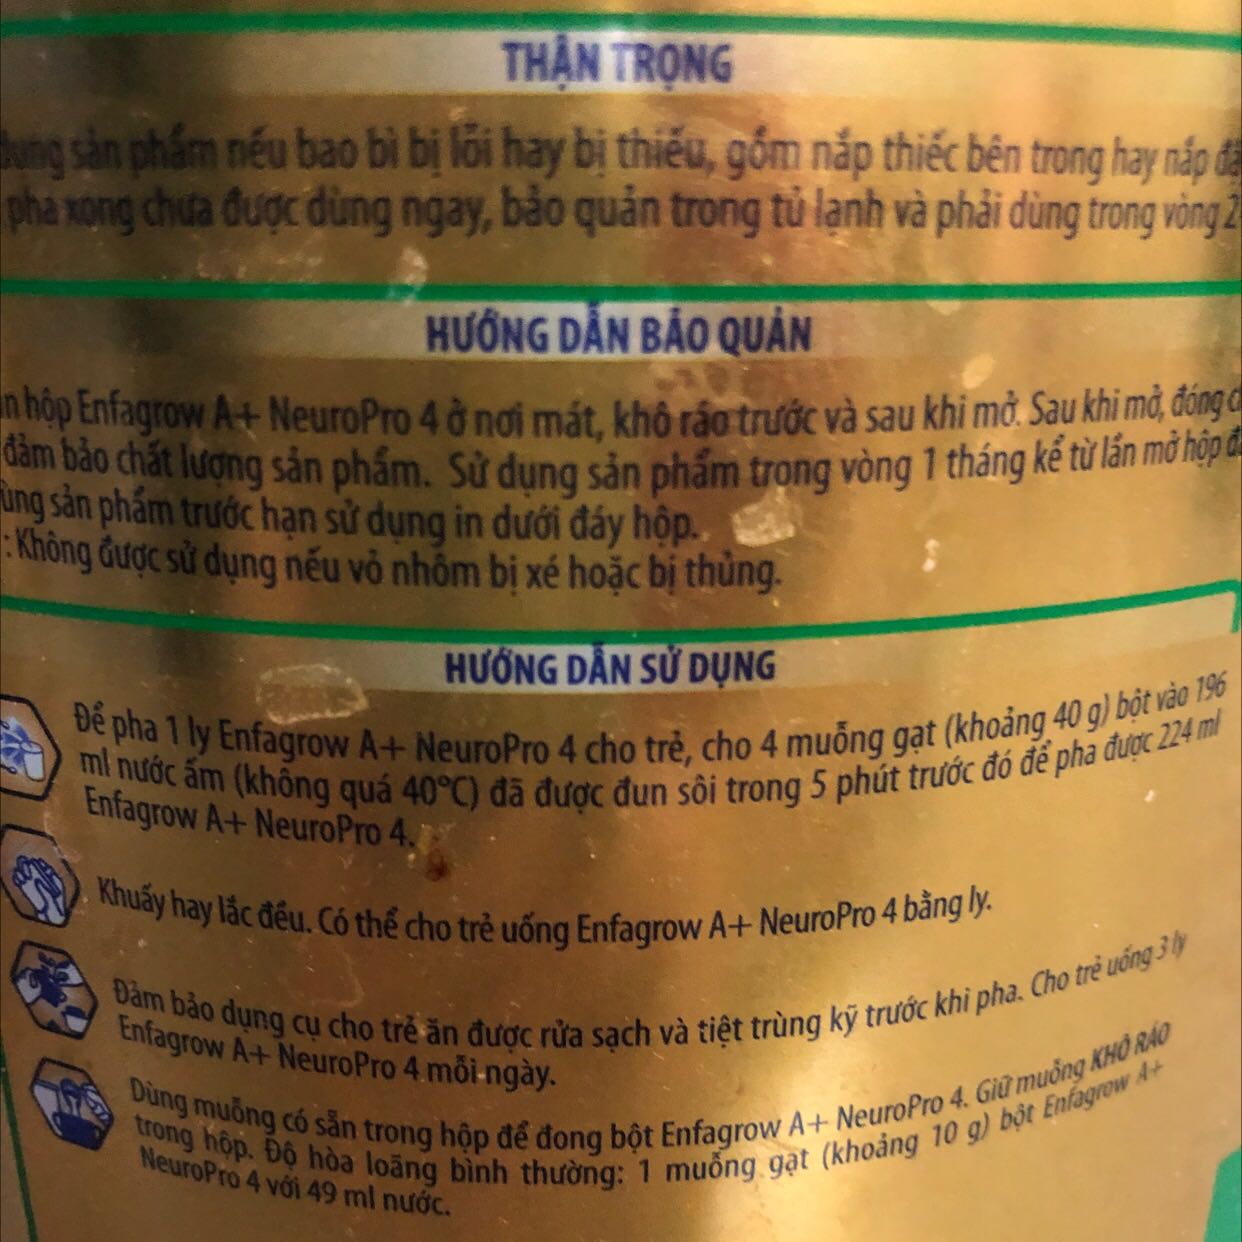 THẬN TRỌNG
dụng sản phẩm nếu bao bì bị lỗi hay bị thiếu, gồm nắp thiếc bên trong hay nắp
pha xong chưa được dùng ngay, bảo quản trong tủ lạnh và phải dùng trong vòng 2
HƯỚNG DẪN BẢO QUẢN
hộp Enfagrow A+ NeuroPro 4 ở nơi mát, khô ráo trước và sau khi mở. Sau khi mở, đóng
đảm bảo chất lượng sản phẩm. Sử dụng sản phẩm trong vòng 1 tháng kể từ lần mở hộp
sản phẩm trước hạn sử dụng in dưới đáy hộp.
: Không được sử dụng nếu vỏ nhôm bị xé hoặc bị thủng.
HƯỚNG DẪN SỬ DỤNG
Để pha 1 ly Enfagrow A+ NeuroPro 4 cho trẻ, cho 4 muỗng gạt (khoảng 40 g) bột vào 196
ml nước ấm (không quá 40°C) đã được đun sôi trong 5 phút trước đó để pha được 224 ml
Enfagrow A+ NeuroPro 4.
Khuấy hay lắc đều. Có thể cho trẻ uống Enfagrow A+ NeuroPro 4 bằng ly.
Đảm bảo dụng cụ cho trẻ ăn được rửa sạch và tiệt trùng kỹ trước khi pha. Cho trẻ uống 3 ly
Enfagrow A+ NeuroPro 4 mỗi ngày.
Dùng muỗng có sẵn trong hộp để đong bột Enfagrow A+ NeuroPro 4. Giữ muỗng KHÔ RÁO
trong hộp. Độ hòa loãng bình thường: 1 muỗng gạt (khoảng 10 g) bột Enfagrow A+
NeuroPro 4 với 49 ml nước.